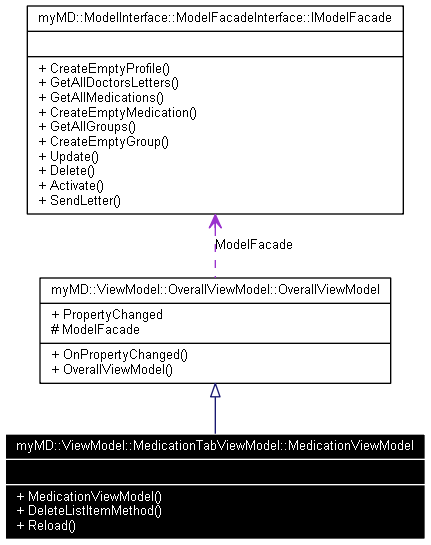 myMD::ModelInterface::ModelFacadeInterface::IModelFacade
+ CreateEmptyProfile()
+ GetAllDoctorsLetters()
+ GetAllMedications()
+ CreateEmptyMedication()
+ GetAllGroups()
+ CreateEmptyGroup()
+ Update()
+ Delete()
+ Activate()
+ SendLetter()
ModelFacade
myMD::ViewModel::OverallViewModel::OverallViewModel
+ PropertyChanged
# ModelFacade
+ OnPropertyChanged()
+ OverallViewModel()
myMD::ViewModel::MedicationTabViewModel::MedicationViewModel
+ MedicationViewModel()
+ DeleteListItemMethod()
+ Reload()